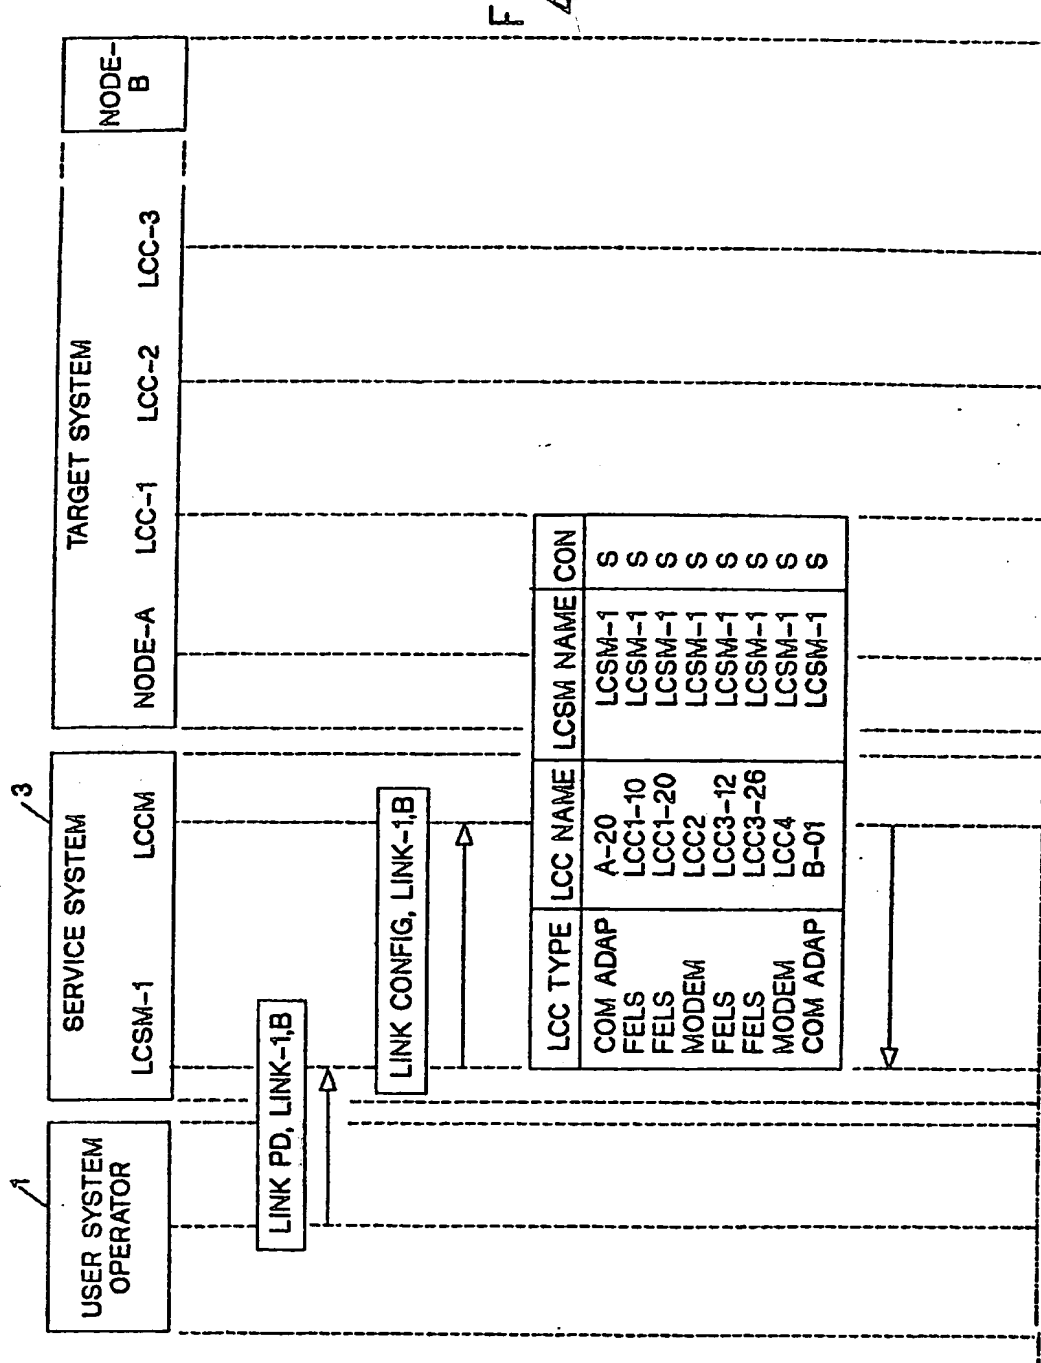 1
3
USER SYSTEM
OPERATOR
SERVICE SYSTEM
LCSM-1 LCCM
TARGET SYSTEM
NODE-A LCC-1 LCC-2 LCC-3
NODE-
B
LINK PD, LINK-1,B
LINK CONFIG, LINK-1,B
LCC TYPE LCC NAME LCSM NAME CON
COM ADAP A-20 LCSM-1 S
FELS LCC1-10 LCSM-1 S
FELS LCC1-20 LCSM-1 S
MODEM LCC2 LCSM-1 S
FELS LCC3-12 LCSM-1 S
FELS LCC3-26 LCSM-1 S
MODEM LCC4 LCSM-1 S
COM ADAP B-01 LCSM-1 S